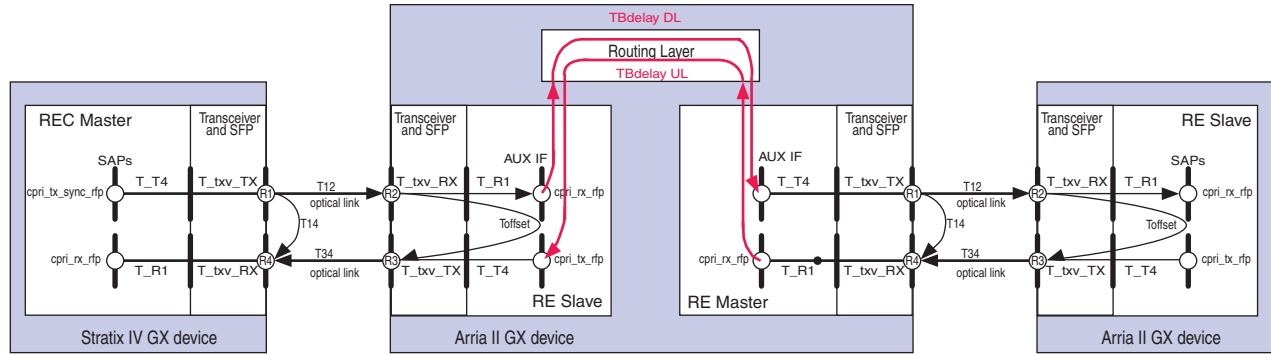 TBdelay DL
Routing Layer
TBdelay UL
REC Master
Transceiver
and SFP
SAPs
cpri_tx_sync_rfp
T_T4
T_txv_TX
R1
T12
optical link
T14
cpri_rx_rfp
T_R1
T_txv_RX
R4
T34
optical link
Stratix IV GX device
Transceiver
and SFP
AUX IF
R2
T_txv_RX
T_R1
cpri_rx_rfp
Toffset
R3
T_txv_TX
T_T4
cpri_tx_rfp
RE Slave
Arria II GX device
Transceiver
and SFP
AUX IF
cpri_rx_rfp
T_T4
T_txv_TX
R1
T12
optical link
T14
cpri_rx_rfp
T_R1
T_txv_RX
R4
T34
optical link
RE Master
Transceiver
and SFP
RE Slave
SAPs
R2
T_txv_RX
T_R1
cpri_rx_rfp
Toffset
R3
T_txv_TX
T_T4
cpri_tx_rfp
Arria II GX device